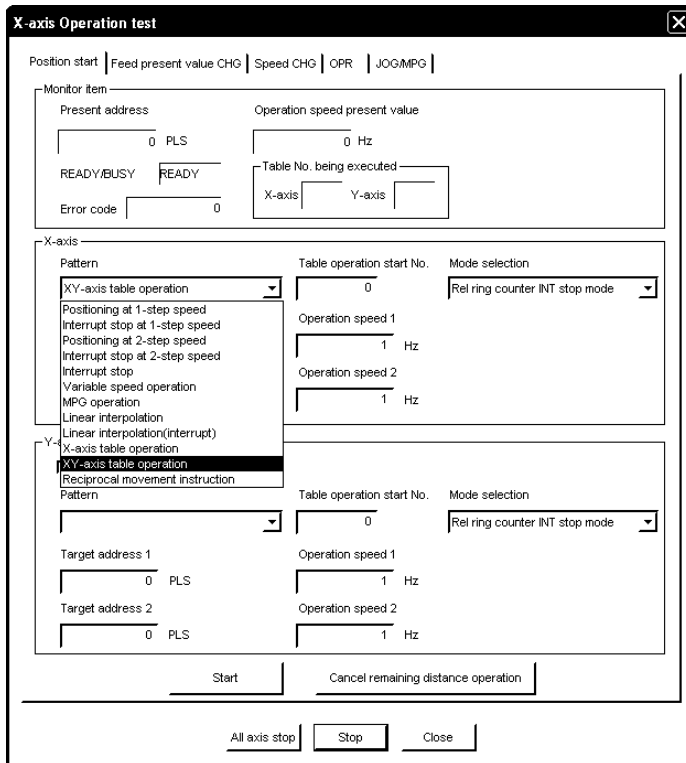 X-axis Operation test
Position start Feed present value CHG Speed CHG OPR JOG/MPG
Monitor item
Present address Operation speed present value
0 PLS 0 Hz
READY/BUSY READY Table No. being executed
X-axis Y-axis
Error code 0
X-axis
Pattern Table operation start No. Mode selection
XY-axis table operation 0 Rel ring counter INT stop mode
Positioning at 1-step speed
Interrupt stop at 1-step speed Operation speed 1
Positioning at 2-step speed
Interrupt stop at 2-step speed 1 Hz
Interrupt stop Operation speed 2
Variable speed operation
MPG operation 1 Hz
Linear interpolation
Linear interpolation(interrupt)
X-axis table operation
XY-axis table operation
Reciprocal movement instruction
Pattern Table operation start No. Mode selection
0 Rel ring counter INT stop mode
Target address 1 Operation speed 1
0 PLS 1 Hz
Target address 2 Operation speed 2
0 PLS 1 Hz
Start Cancel remaining distance operation
All axis stop Stop Close